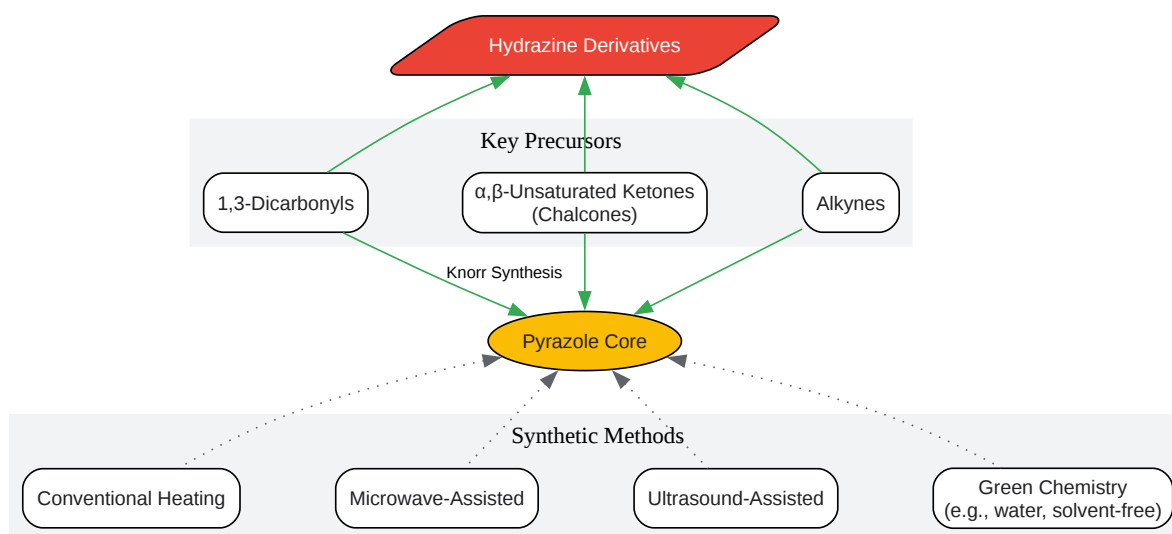 Hydrazine Derivatives
Key Precursors
1,3-Dicarbonyls
α,β-Unsaturated Ketones
(Chalcones)
Alkynes
Knorr Synthesis
Pyrazole Core
Synthetic Methods
Conventional Heating
Microwave-Assisted
Ultrasound-Assisted
Green Chemistry
(e.g., water, solvent-free)